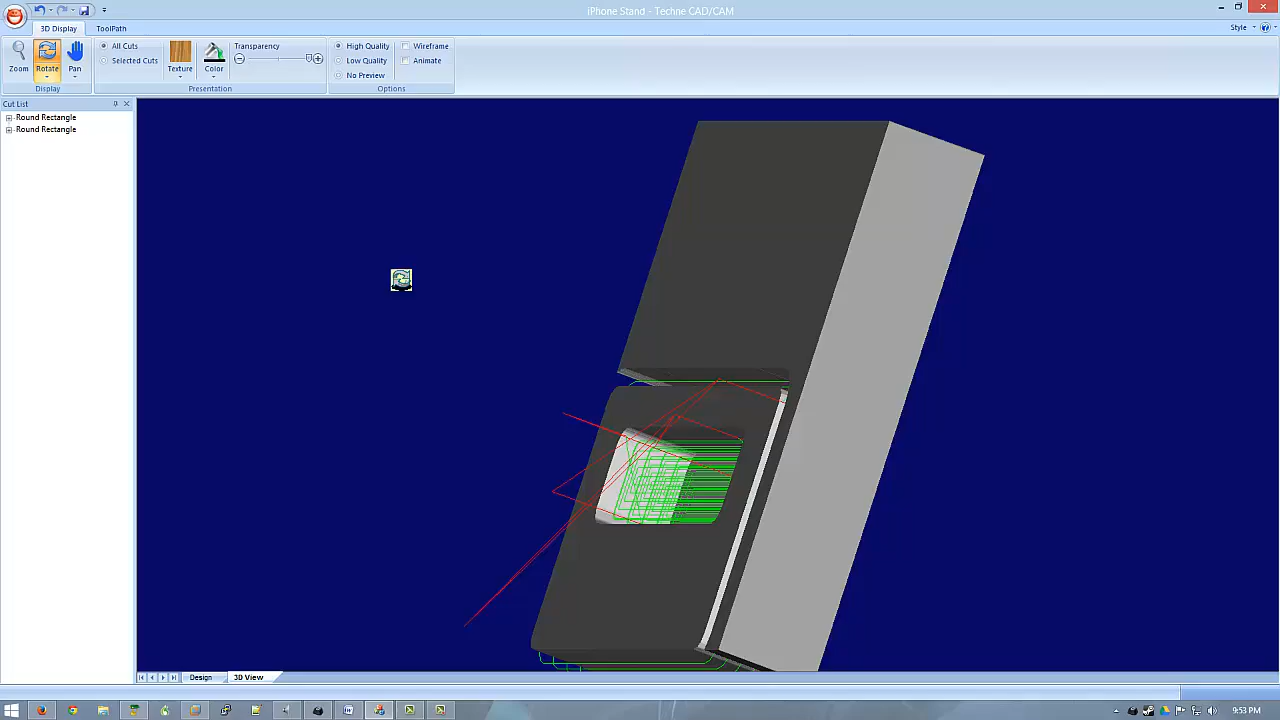 iPhone Stand - Techne CAD/CAM
3D Display
ToolPath
Style
Zoom
Rotate
Pan
Display
All Cuts
Selected Cuts
Texture
Color
Transparency
Presentation
High Quality
Low Quality
No Preview
Wireframe
Animate
Options
Cut List
Round Rectangle
Round Rectangle
Design
3D View
9:53 PM